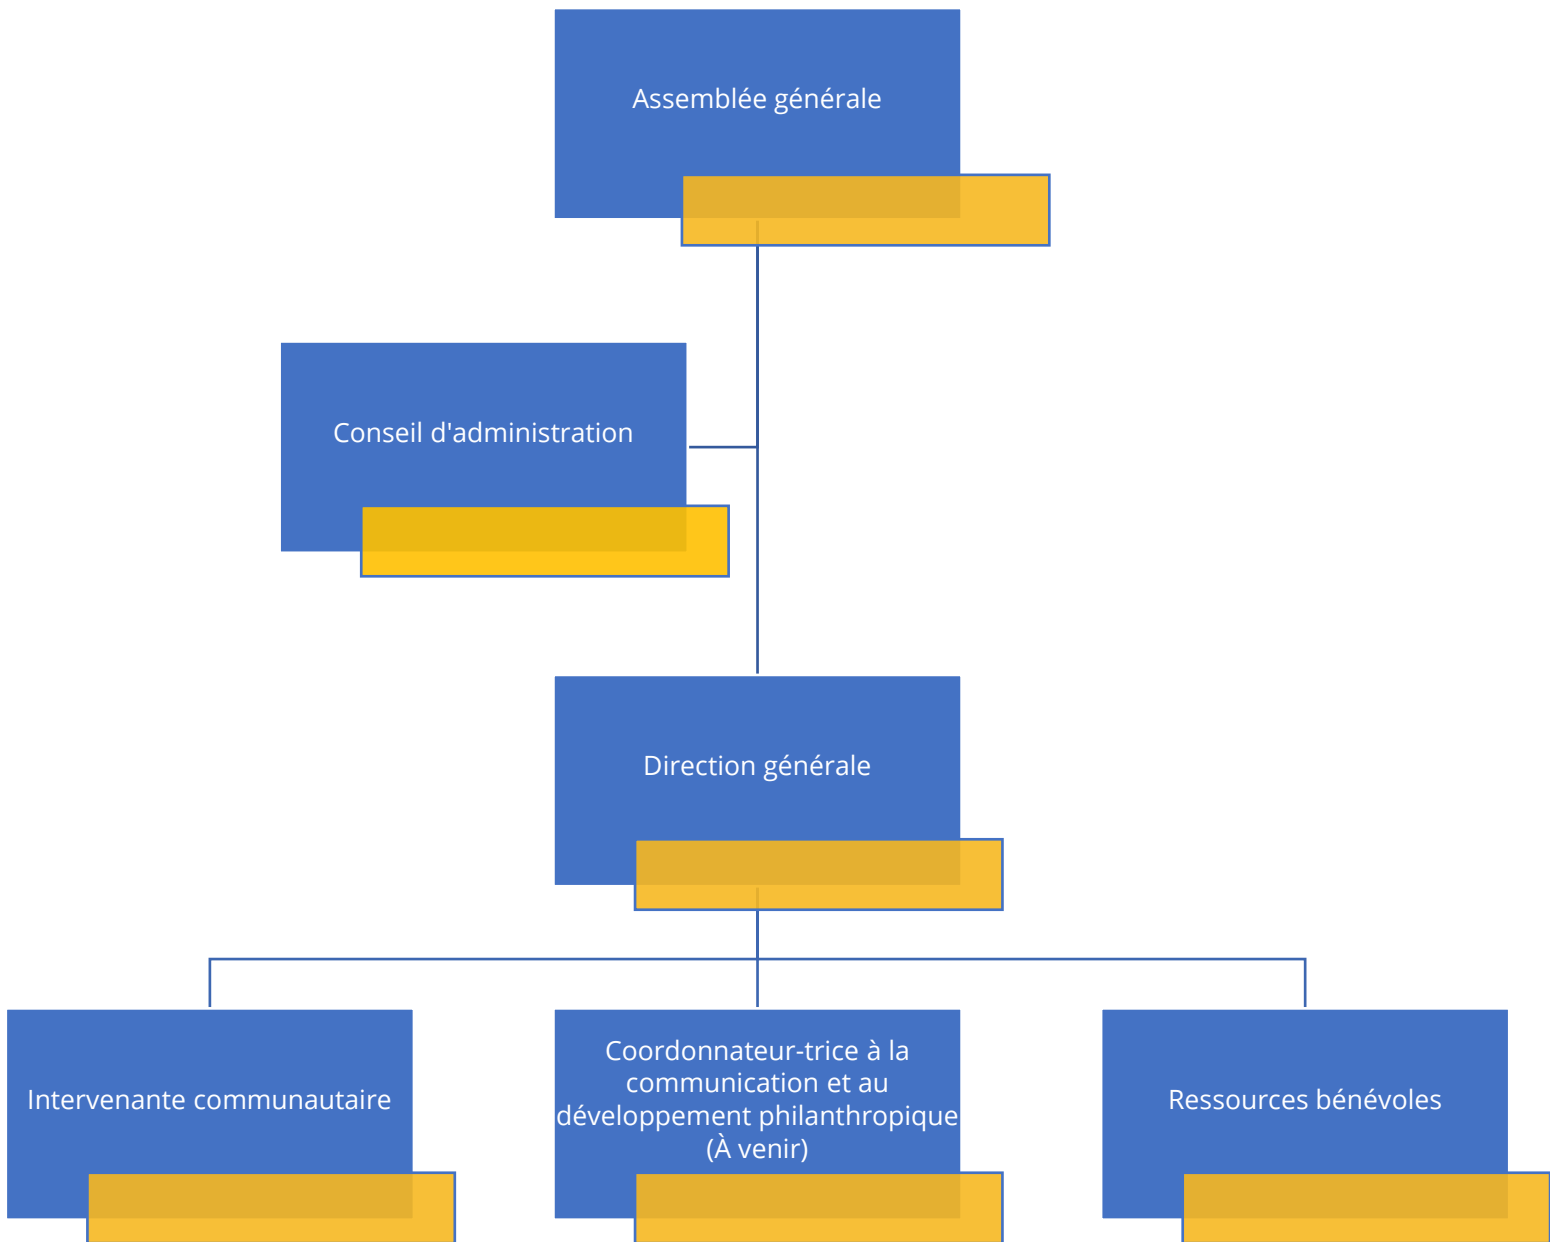 Assemblée générale
Conseil d'administration
Direction générale
Intervenante communautaire
Coordonnateur-trice à la
communication et au
développement philanthropique
(À venir)
Ressources bénévoles